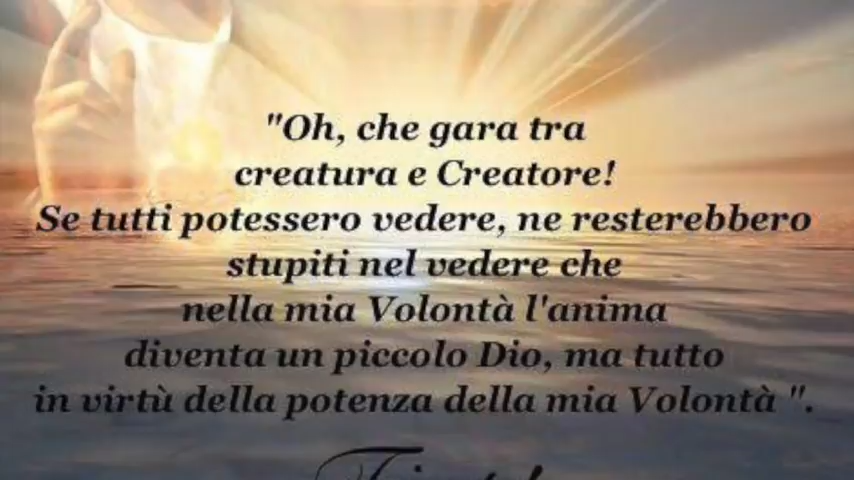 "Oh, che gara tra
creatura e Creatore!
Se tutti potessero vedere, ne resterebbero
stupiti nel vedere che
nella mia Volontà l'anima
diventa un piccolo Dio, ma tutto
in virtù della potenza della mia Volontà ".